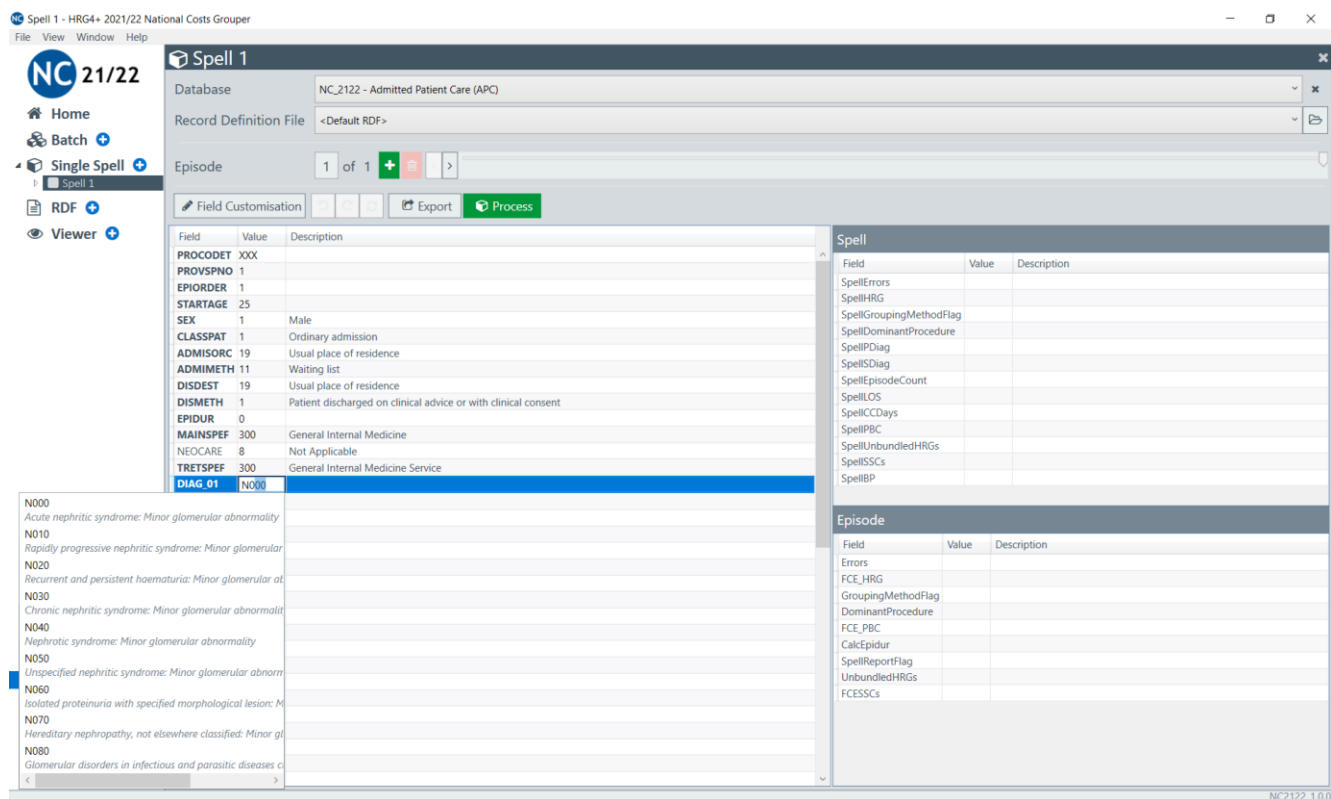 NC Spell 1 - HRG4+ 2021/22 National Costs Grouper
File View Window Help
NC 21/22
Home
Batch
Single Spell
Spell 1
RDF
Viewer
Spell 1
Database NC_2122 - Admitted Patient Care (APC)
Record Definition File <Default RDF>
Episode 1 of 1
Field Customisation Export Process
Field Value Description
PROCODET XXX
PROVSPNO 1
EPIORDER 1
STARTAGE 25
SEX 1 Male
CLASSPAT 1 Ordinary admission
ADMISORC 19 Usual place of residence
ADMIMETH 11 Waiting list
DISDEST 19 Usual place of residence
DISMETH 1 Patient discharged on clinical advice or with clinical consent
EPIDUR 0
MAINSPEF 300 General Internal Medicine
NEOCARE 8 Not Applicable
TRETSPEF 300 General Internal Medicine Service
DIAG_01 N000
N000
Acute nephritic syndrome: Minor glomerular abnormality
N010
Rapidly progressive nephritic syndrome: Minor glomerular
N020
Recurrent and persistent haematuria: Minor glomerular ab
N030
Chronic nephritic syndrome: Minor glomerular abnormalit
N040
Nephrotic syndrome: Minor glomerular abnormality
N050
Unspecified nephritic syndrome: Minor glomerular abnorm
N060
Isolated proteinuria with specified morphological lesion: M
N070
Hereditary nephropathy, not elsewhere classified: Minor gl
N080
Glomerular disorders in infectious and parasitic diseases c
Spell
Field Value Description
SpellErrors
SpellHRG
SpellGroupingMethodFlag
SpellDominantProcedure
SpellPDiag
SpellSDiag
SpellEpisodeCount
SpellLOS
SpellCCDays
SpellPBC
SpellUnbundledHRGs
SpellSSCs
SpellBP
Episode
Field Value Description
Errors
FCE_HRG
GroupingMethodFlag
DominantProcedure
FCE_PBC
CalcEpidur
SpellReportFlag
UnbundledHRGs
FCESSCs
NC2122_1.0.0